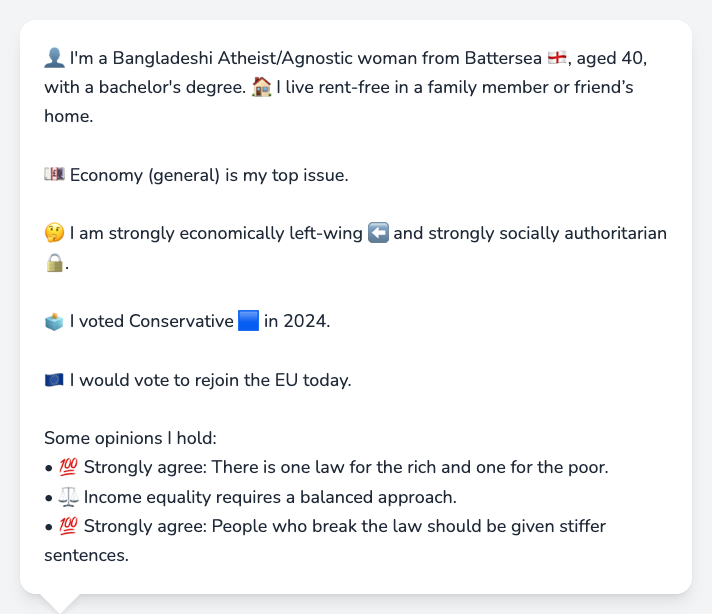 👤 I'm a Bangladeshi Atheist/Agnostic woman from Battersea 🏴󠁧󠁢󠁥󠁮󠁧󠁿, aged 40,
with a bachelor's degree. 🏠 I live rent-free in a family member or friend’s
home.
💷 Economy (general) is my top issue.
🤔 I am strongly economically left-wing ⬅️ and strongly socially authoritarian
🔒.
🗳️ I voted Conservative 🟦 in 2024.
🇪🇺 I would vote to rejoin the EU today.
Some opinions I hold:
• 💯 Strongly agree: There is one law for the rich and one for the poor.
• ⚖️ Income equality requires a balanced approach.
• 💯 Strongly agree: People who break the law should be given stiffer
sentences.